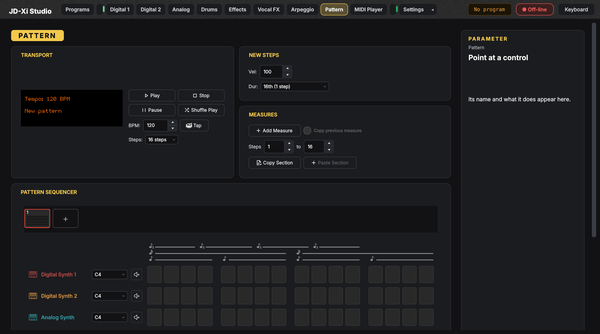 JD-Xi Studio
Programs
Digital 1
Digital 2
Analog
Drums
Effects
Vocal FX
Arpeggio
Pattern
MIDI Player
Settings
No program
Off-line
Keyboard
PATTERN
TRANSPORT
Tempos 120 BPM
New pattern
Play
Stop
Pause
Shuffle Play
BPM: 120
Tap
Steps: 16 steps
NEW STEPS
Vel: 100
Dur: 16th (1 step)
MEASURES
+ Add Measure
Copy previous measure
Steps 1 to 16
Copy Section
+ Paste Section
PARAMETER
Pattern
Point at a control
Its name and what it does appear here.
PATTERN SEQUENCER
1
+
Digital Synth 1 C4
Digital Synth 2 C4
Analog Synth C4